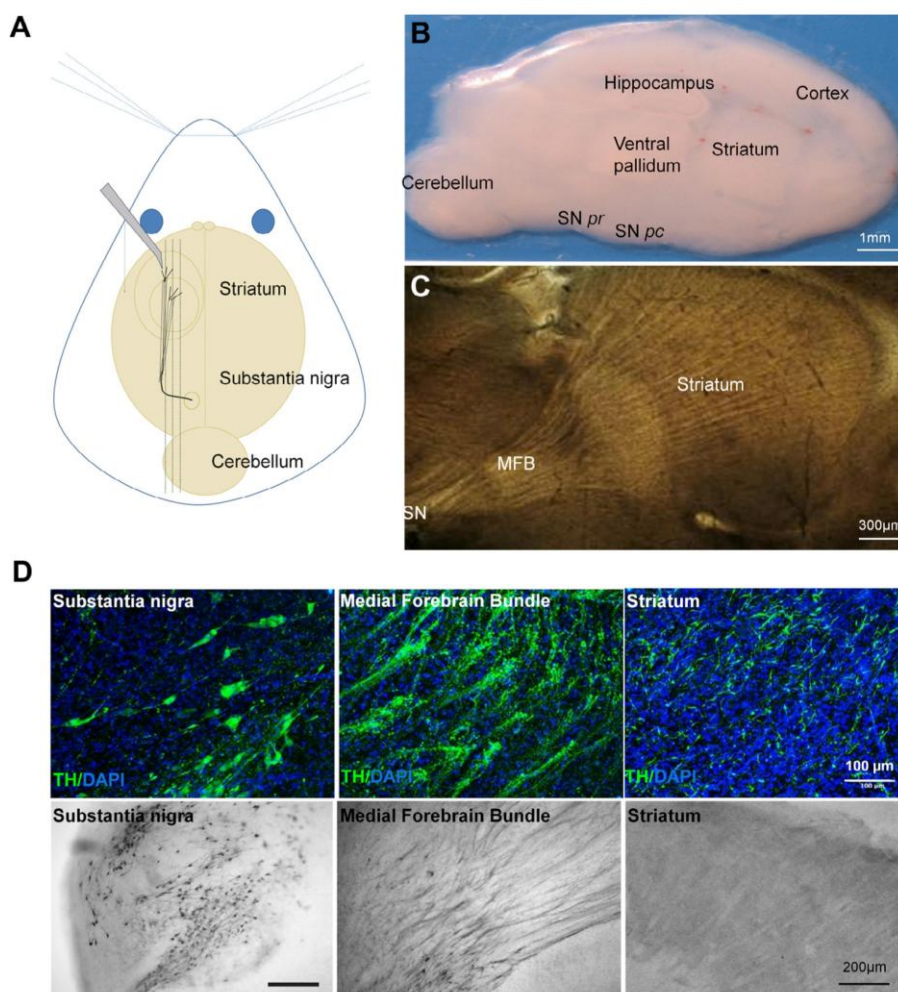 A
Striatum
Substantia nigra
Cerebellum
B
Hippocampus
Cortex
Ventral
pallidum
Striatum
Cerebellum
SN pr
SN pc
1mm
C
Striatum
MFB
SN
300µm
D
Substantia nigra
Medial Forebrain Bundle
Striatum
TH/DAPI
TH/DAPI
TH/DAPI
100 µm
100 µm
Substantia nigra
Medial Forebrain Bundle
Striatum
200µm